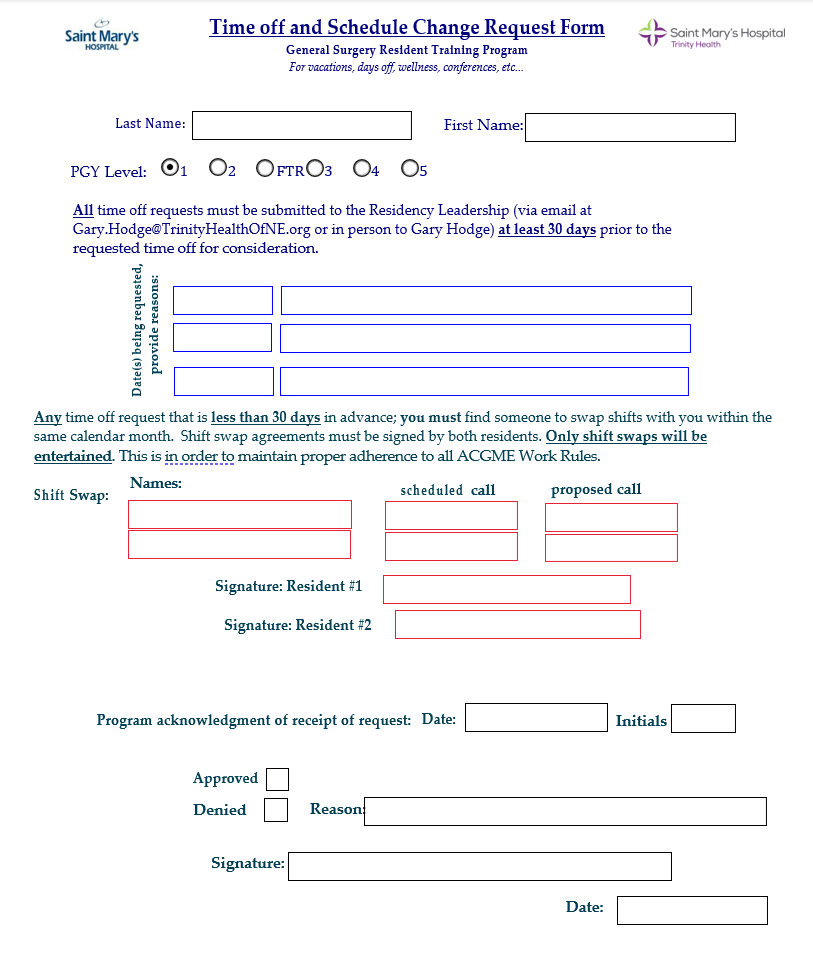 Saint Mary's
HOSPITAL
Time off and Schedule Change Request Form
General Surgery Resident Training Program
For vacations, days off, wellness, conferences, etc...
Saint Mary's Hospital
Trinity Health
Last Name:
First Name:
PGY Level: 1 2 FTR 3 4 5
All time off requests must be submitted to the Residency Leadership (via email at
Gary.Hodge@TrinityHealthOfNE.org or in person to Gary Hodge) at least 30 days prior to the
requested time off for consideration.
Date(s) being requested,
provide reasons:
Any time off request that is less than 30 days in advance; you must find someone to swap shifts with you within the
same calendar month. Shift swap agreements must be signed by both residents. Only shift swaps will be
entertained. This is in order to maintain proper adherence to all ACGME Work Rules.
Shift Swap:
Names:
scheduled call
proposed call
Signature: Resident #1
Signature: Resident #2
Program acknowledgment of receipt of request: Date:
Initials
Approved
Denied
Reason:
Signature:
Date: